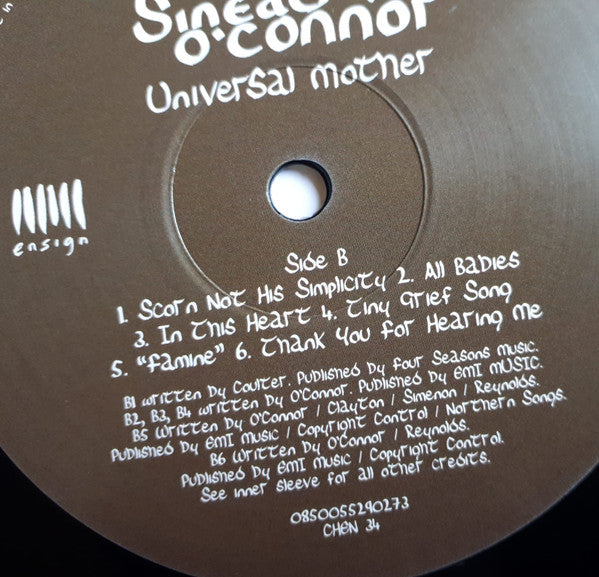 Sinéad
O'Connor
Universal Mother
ensign
Side B
1. Scorn Not His Simplicity 2. All Babies
3. In This Heart 4. Tiny Grief Song
5. "Famine" 6. Thank You For Hearing Me
B1 Written By Coulter. Published By Four Seasons Music.
B2, B3, B4 Written By O'Connor. Published By EMI MUSIC.
B5 Written By O'Connor / Clayton / Simenon / Reynolds.
Published By EMI Music / Copyright Control / Northern Songs.
B6 Written By O'Connor / Reynolds.
Published By EMI Music / Copyright Control.
See inner sleeve for all other credits.
0850055290273
CHEN 34